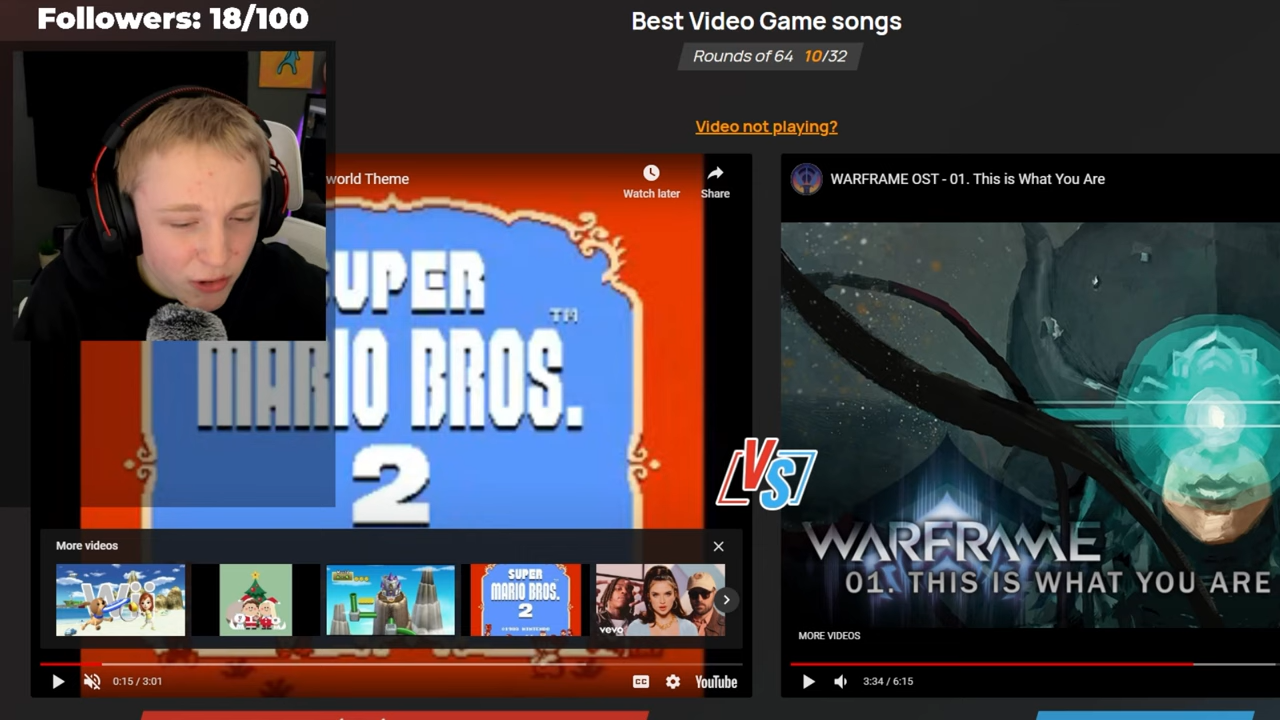 Followers: 18/100
Best Video Game songs
Rounds of 64 10/32
Video not playing?
world Theme
Watch later
Share
WARFRAME OST - 01. This is What You Are
SUPER
TM
MARIO BROS.
2
VS
WARFRAME
01. THIS IS WHAT YOU ARE
More videos
Wii
SUPER
MARIO BROS.
2
vevo
MORE VIDEOS
0:15 / 3:01
CC
YouTube
3:34 / 6:15